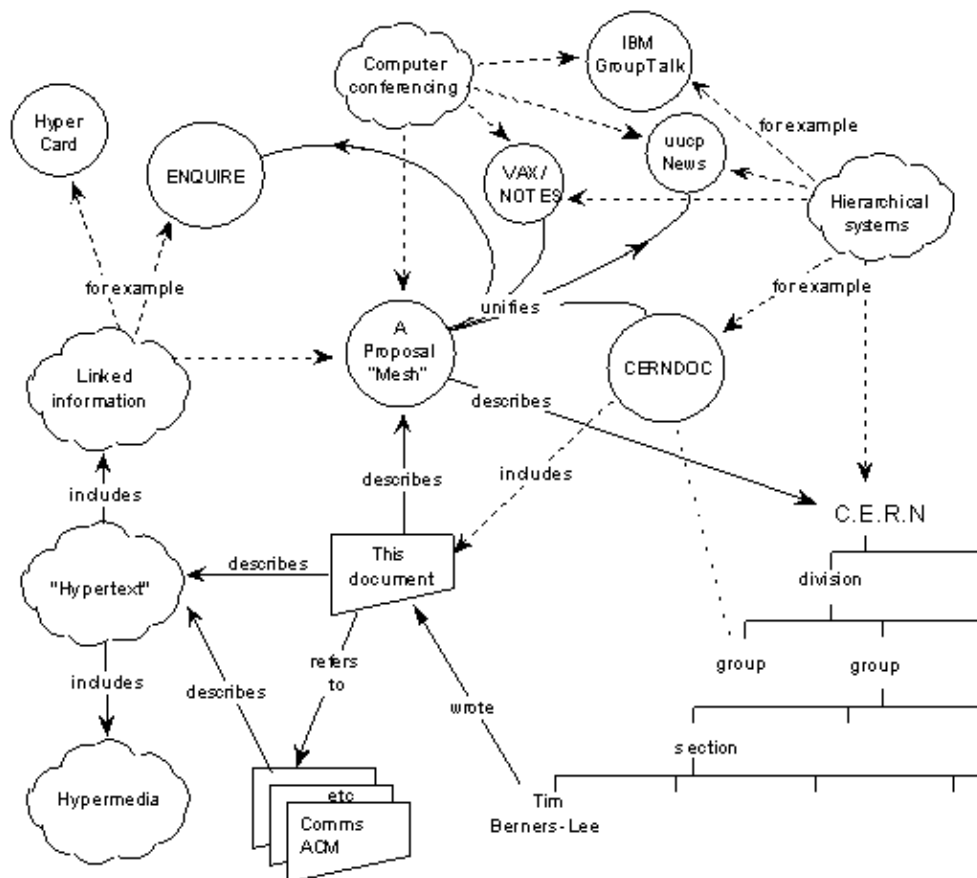 IBM
GroupTalk
Computer
conferencing
Hyper
Card
for example
uucp
News
ENQUIRE
VAX/
NOTES
Hierarchical
systems
for example
for example
unifies
A
Proposal
"Mesh"
CERNDOC
Linked
information
describes
includes
describes
includes
C.E.R.N
This
document
describes
"Hypertext"
division
refers
to
group
group
includes
describes
wrote
section
Hypermedia
etc
Comms
ACM
Tim
Berners-Lee